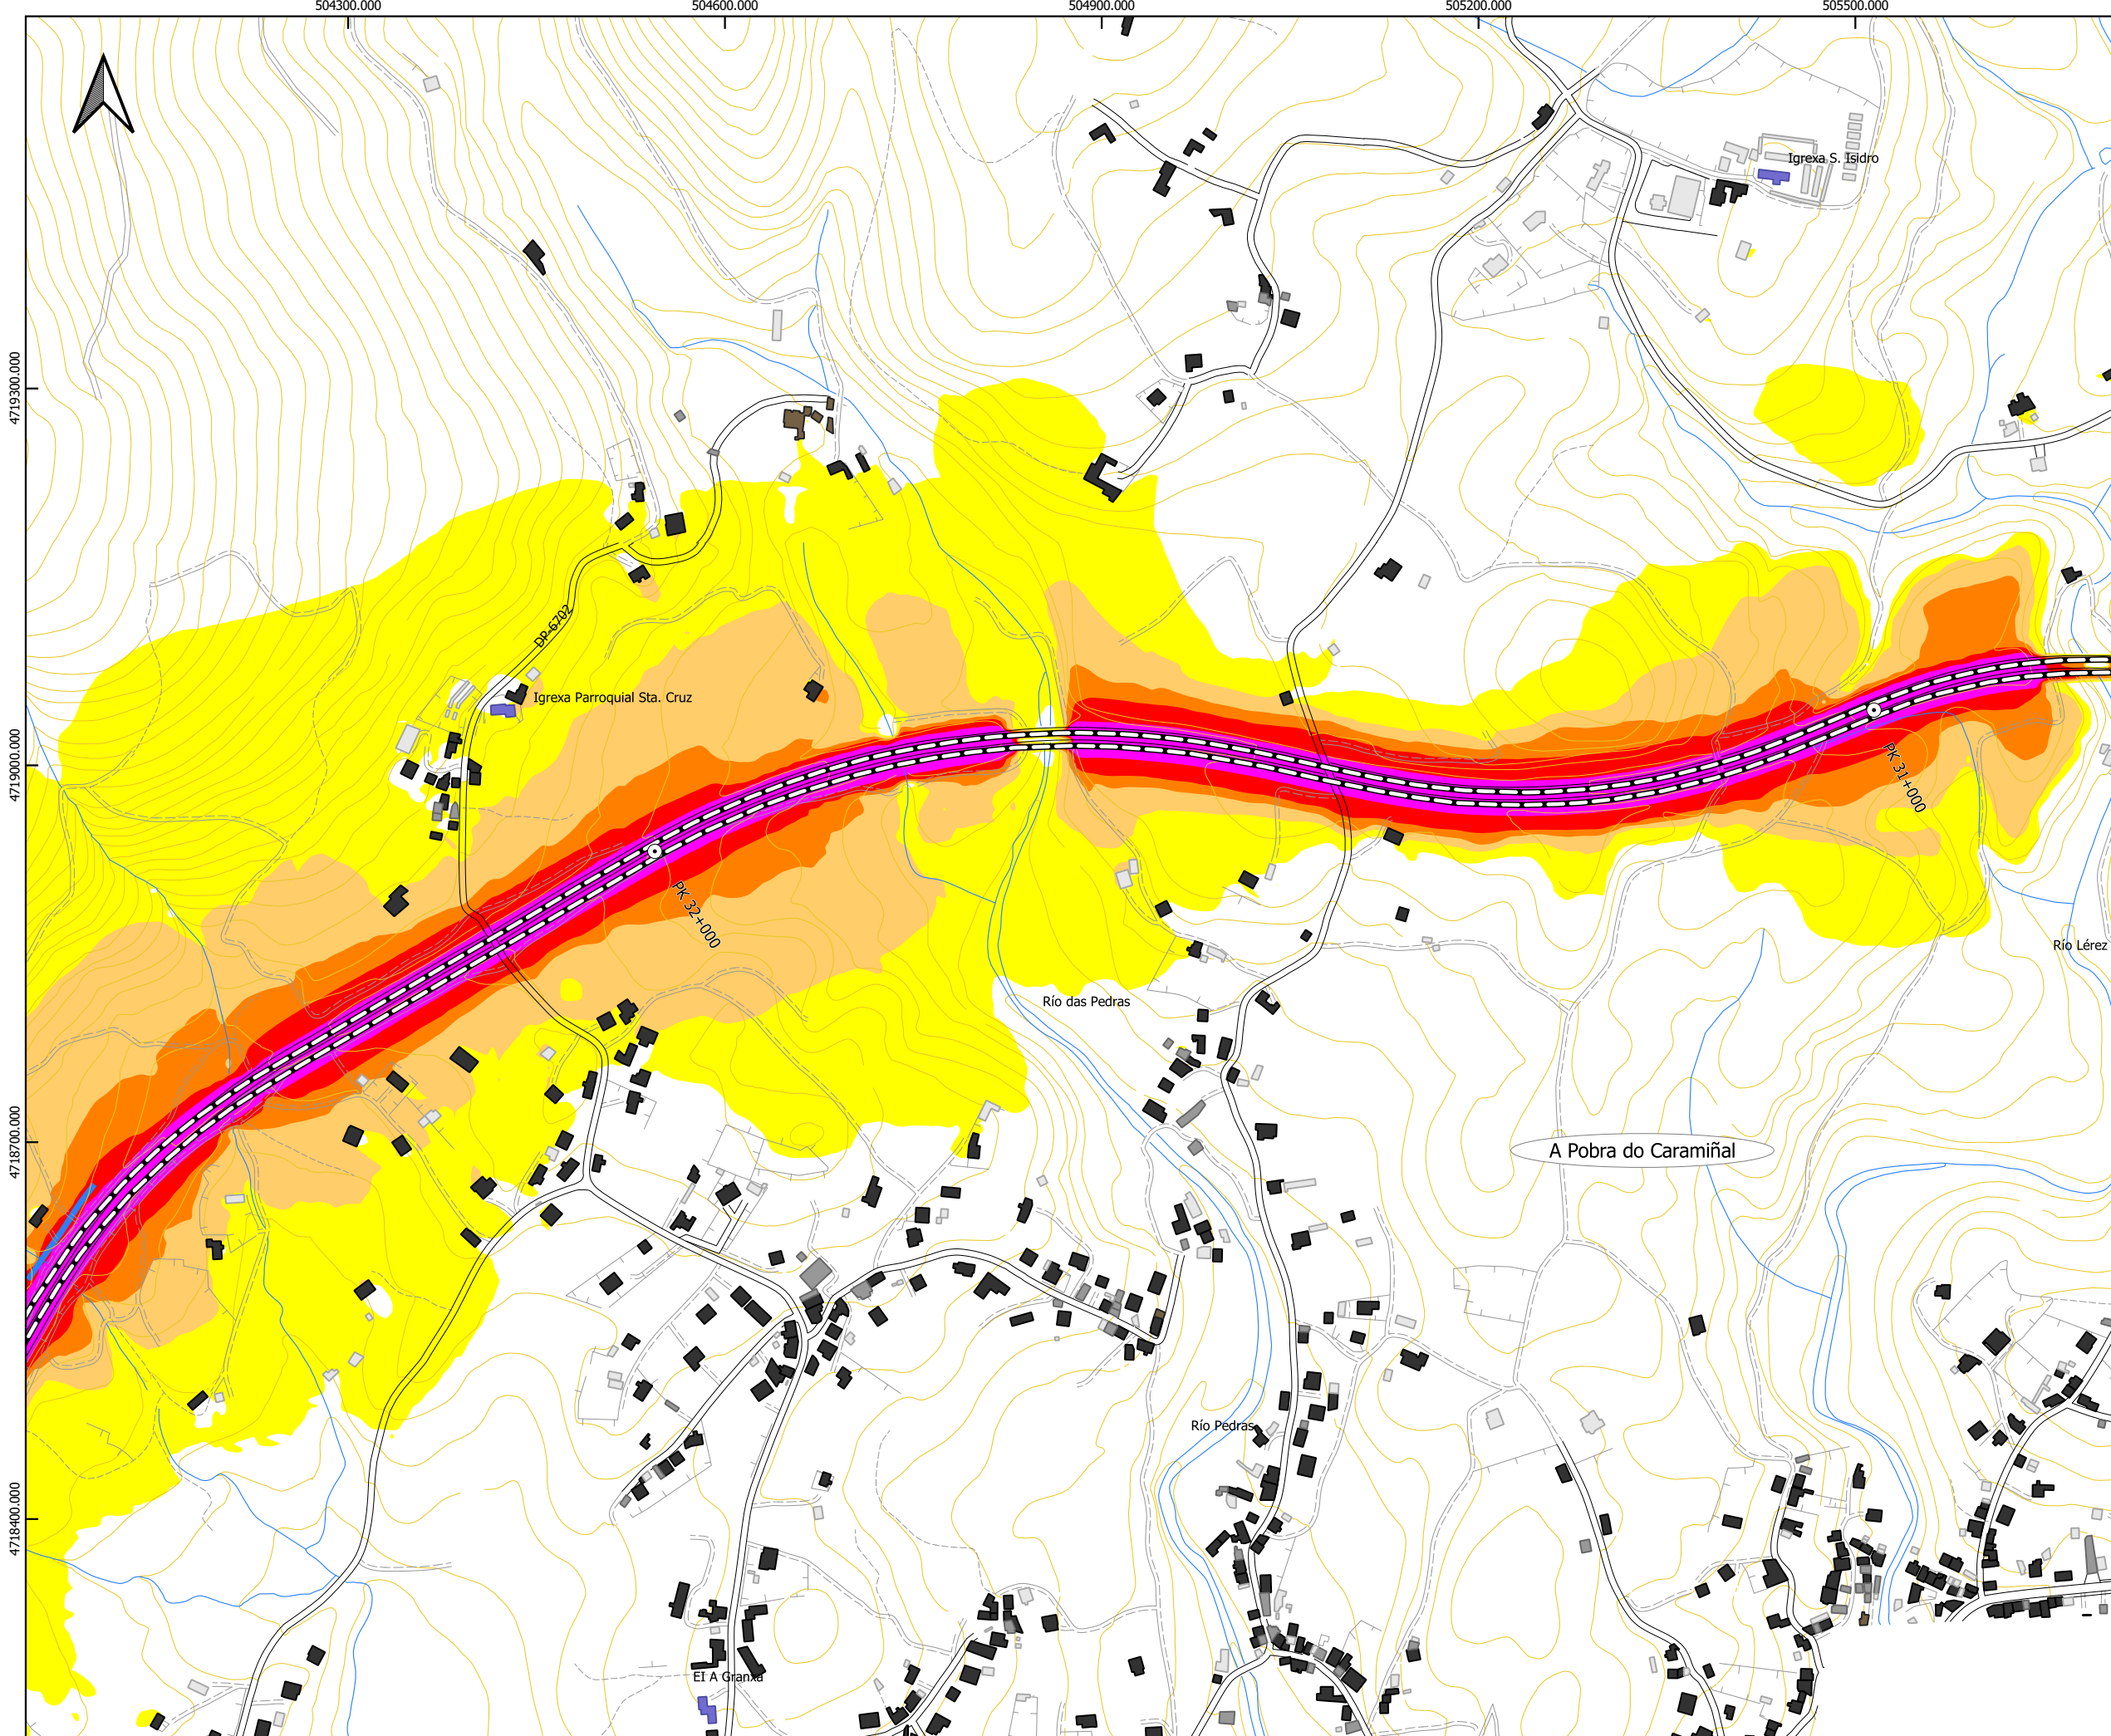 504300.000
504600.000
504900.000
505200.000
505500.000
Igrexa S. Isidro
4719300.000
DP-6702
Igrexa Parroquial Sta. Cruz
4719000.000
PK 31+000
PK 32+000
Río Lérez
Río das Pedras
4718700.000
A Pobra do Caramiñal
Río Pedras
4718400.000
EI A Granxa